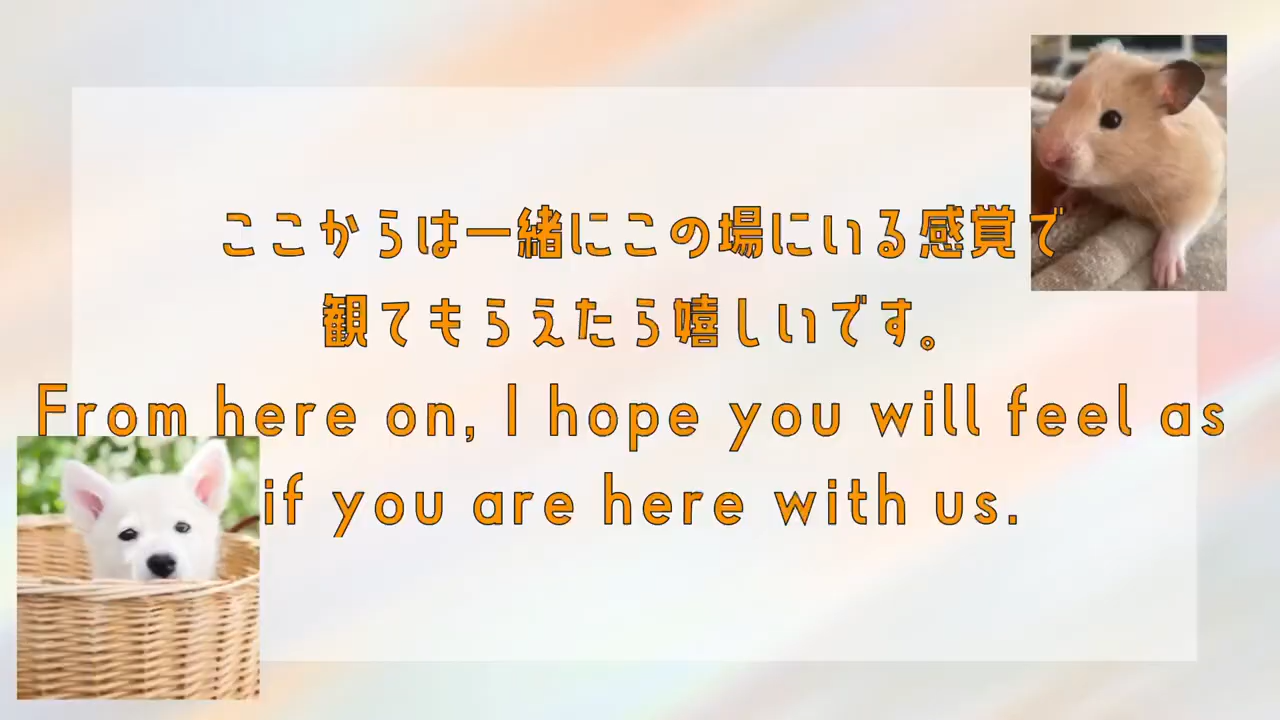 ここからは一緒にこの場にいる感覚で
観てもらえたら嬉しいです。
From here on, I hope you will feel as
if you are here with us.